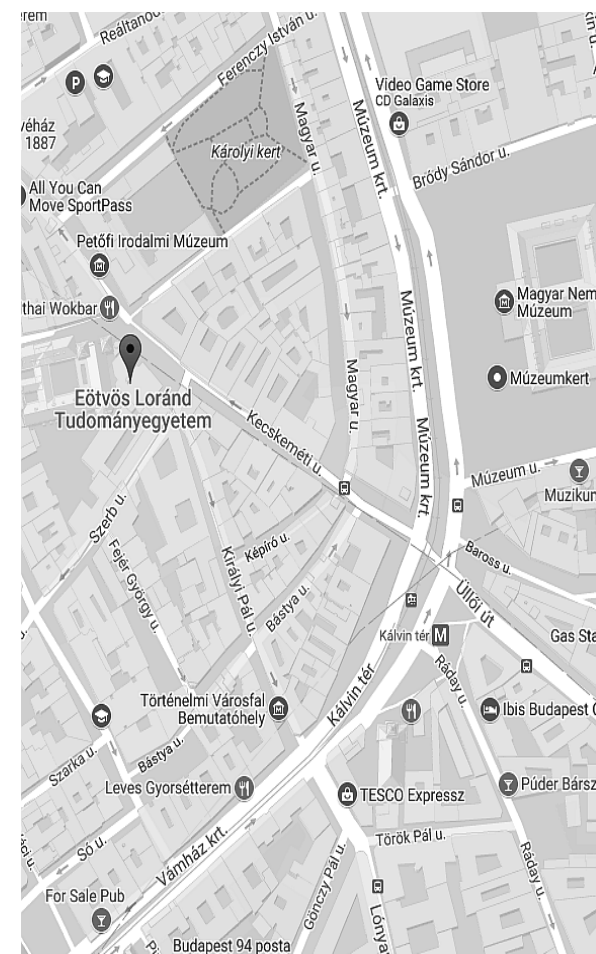 Reáltanod
Ferenczy István u.
P
Video Game Store
CD Galaxis
Magyar u.
Múzeum krt.
Károlyi kert
Bródy Sándor u.
1887
All You Can
Move SportPass
Petőfi Irodalmi Múzeum
thai Wokbar
Magyar Nem
Múzeum
Múzeum krt.
Múzeumkert
Eötvös Loránd
Tudományegyetem
Magyar u.
Kecskeméti u.
Múzeum krt.
Múzeum u.
Muzikum
Szerb u.
Képíró u.
Királyi Pál u.
Fejér György u.
Bástya u.
Baross u.
Üllői út
Kálvin tér
M
Gas Sta
Ráday u.
Kálvin tér
Történelmi Városfal
Bemutatóhely
Ibis Budapest C
Bástya u.
Szarka u.
Leves Gyorsétterem
TESCO Expressz
Púder Bársz
Vámház krt.
Só u.
Török Pál u.
Ráday u.
Gönczy Pál u.
For Sale Pub
Lónya
Budapest 94 posta